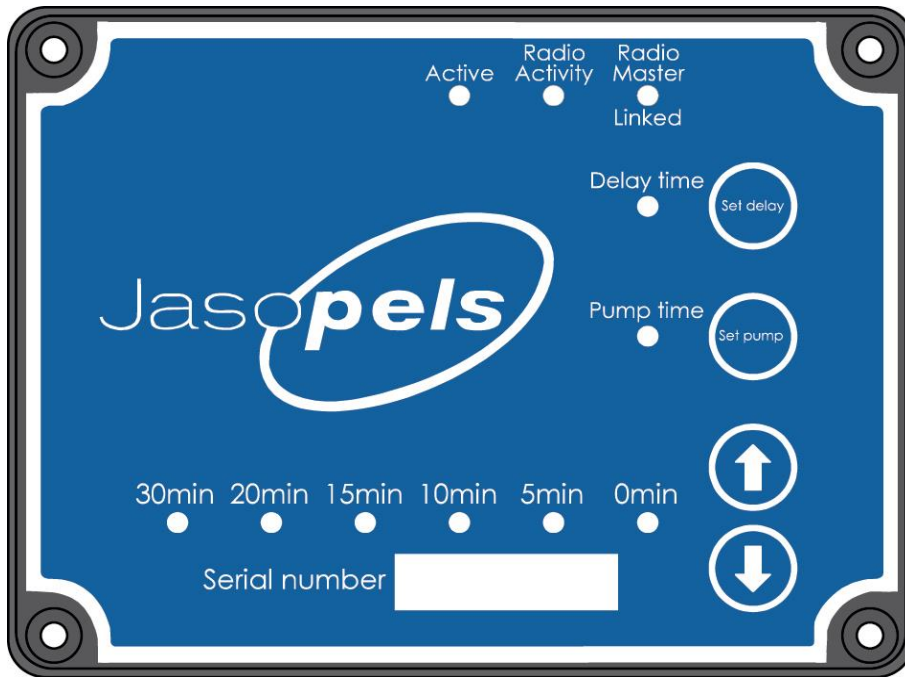 Active
Radio Activity
Radio Master
Linked
Delay time
Set delay
Jasopels
Pump time
Set pump
30min 20min 15min 10min 5min 0min
Serial number